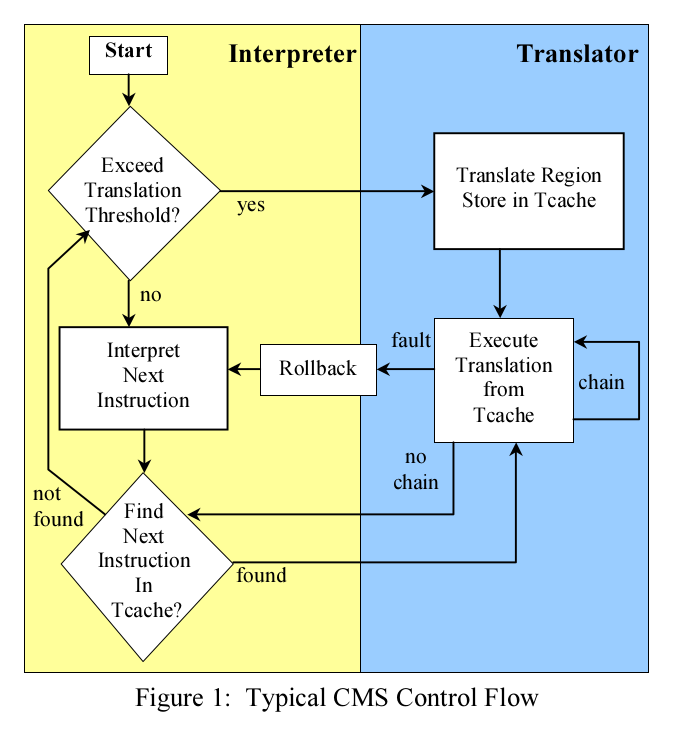 Start
Interpreter
Translator
Exceed
Translation
Threshold?
yes
Translate Region
Store in Tcache
no
Interpret
Next
Instruction
Rollback
fault
Execute
Translation
from
Tcache
chain
no
chain
not
found
Find
Next
Instruction
In
Tcache?
found
Figure 1:  Typical CMS Control Flow